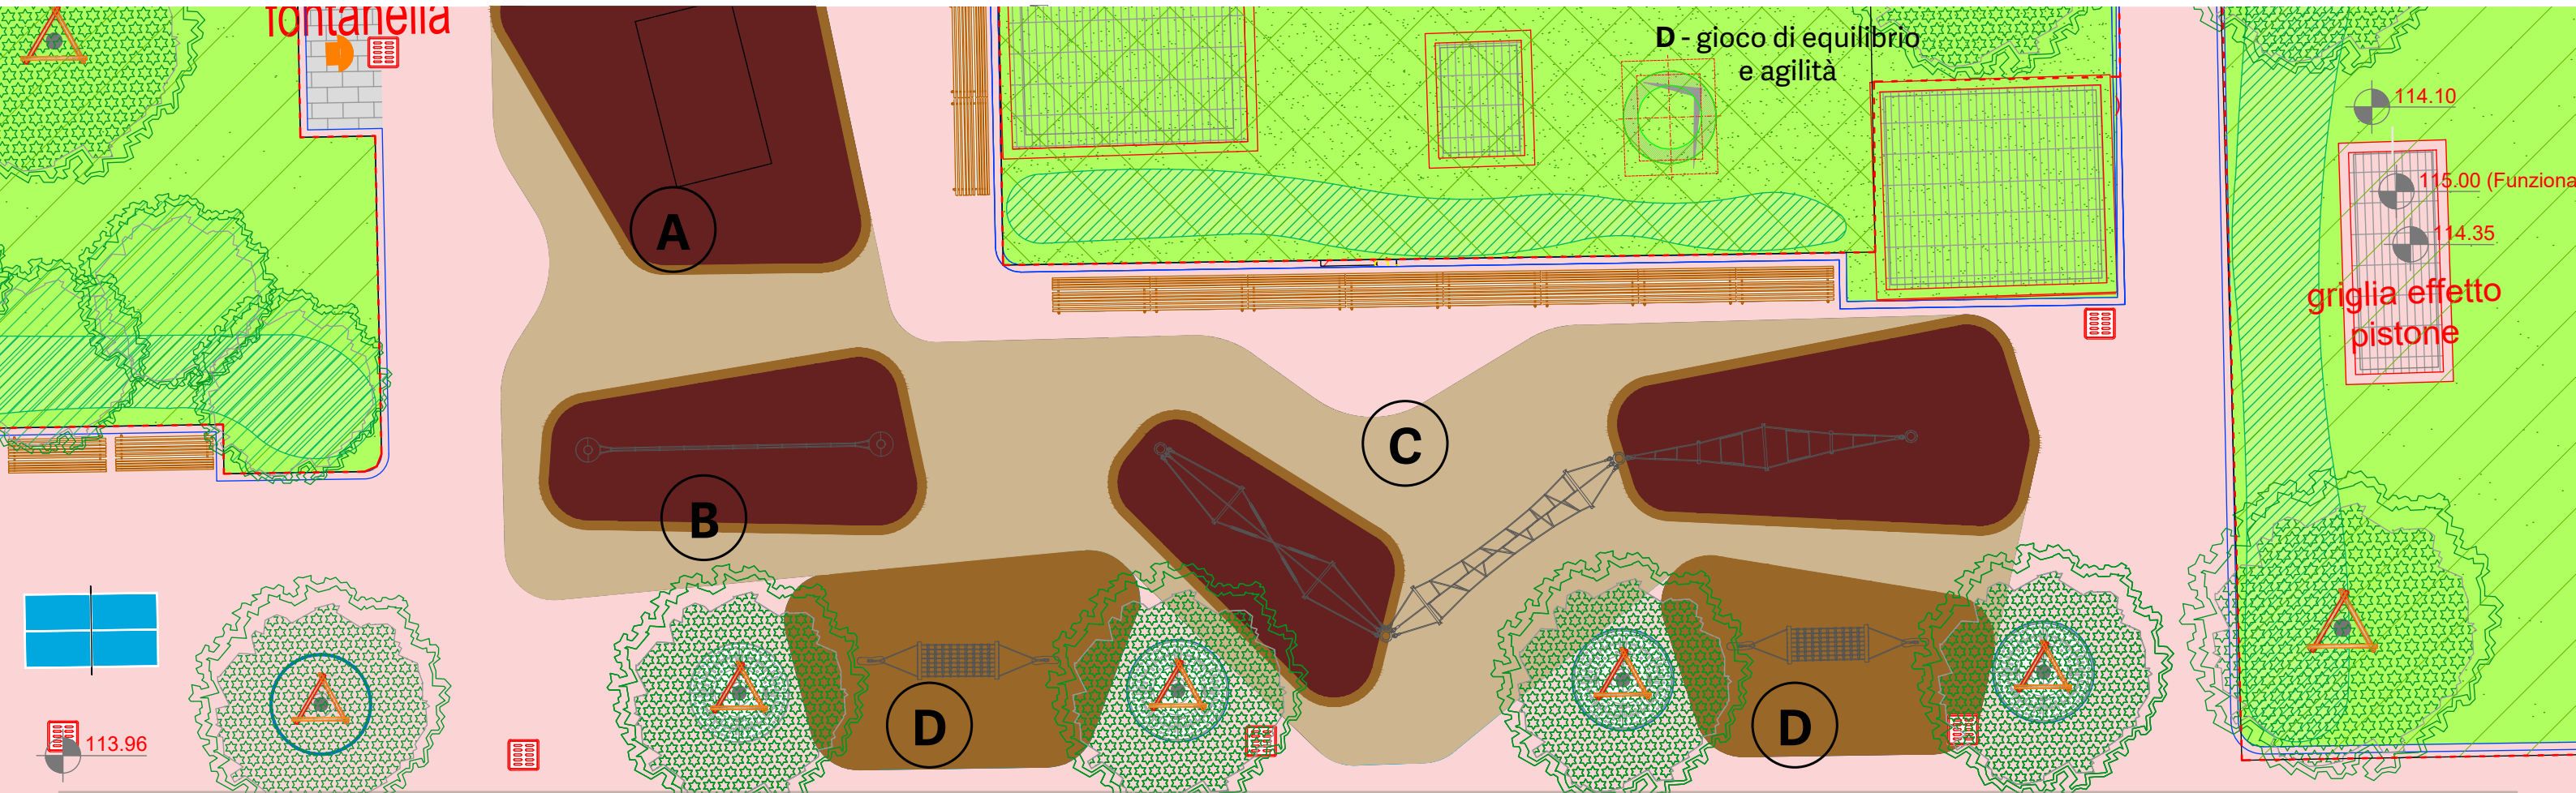 fontanella
D - gioco di equilibrio
e agilità
114.10
115.00 (Funziona
114.35
griglia effetto
pistone
A
B
C
D
D
113.96